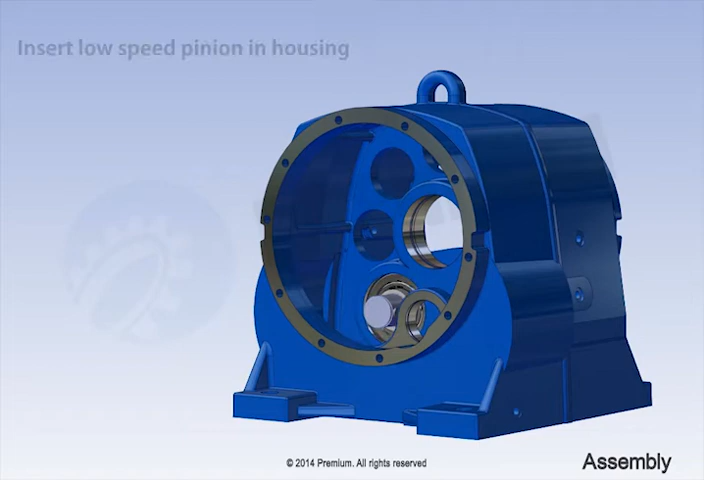 Insert low speed pinion in housing
© 2014 Premium. All rights reserved
Assembly